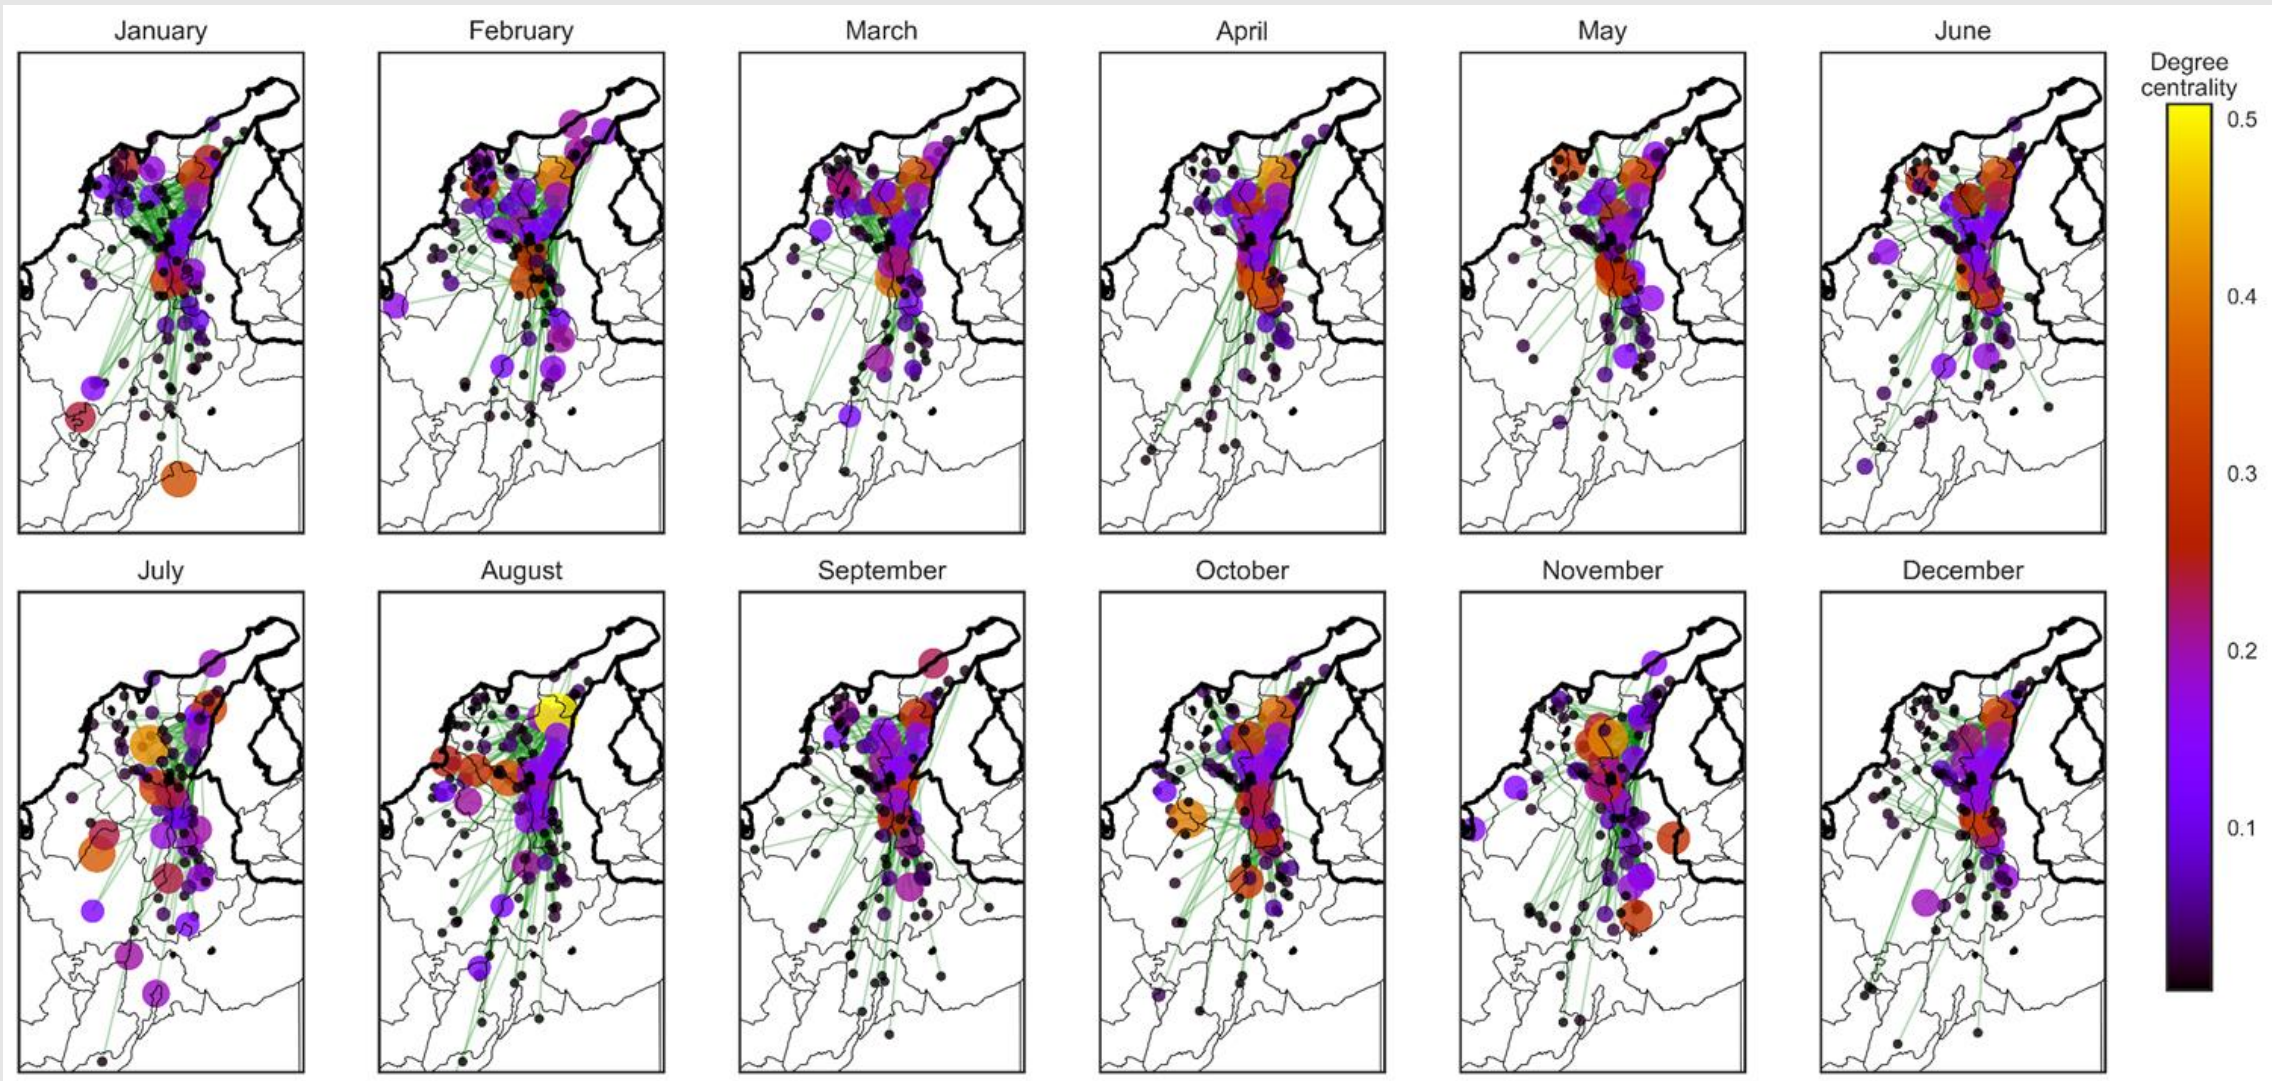 January
February
March
April
May
June
Degree
centrality
0.5
0.4
0.3
0.2
0.1
July
August
September
October
November
December